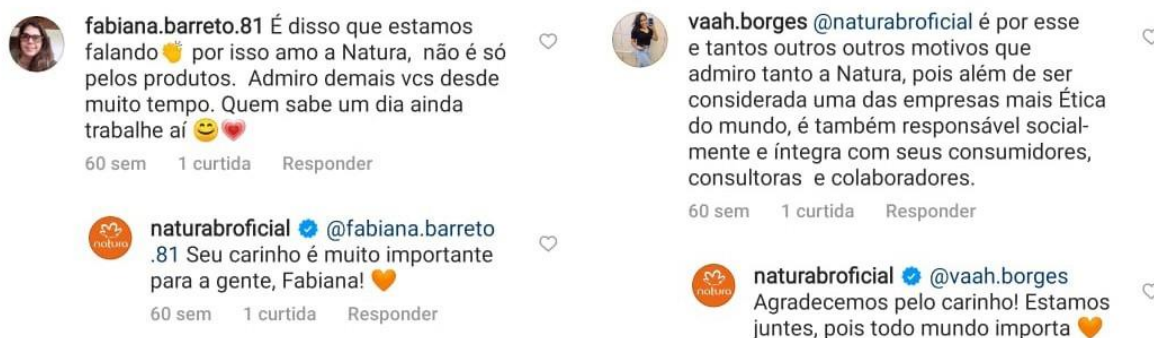 fabiana.barreto.81 É disso que estamos
falando👏 por isso amo a Natura, não é só
pelos produtos. Admiro demais vcs desde
muito tempo. Quem sabe um dia ainda
trabalhe aí 😊💗
60 sem 1 curtida Responder
natura
naturabroficial @fabiana.barreto
.81 Seu carinho é muito importante
para a gente, Fabiana! 🧡
60 sem 1 curtida Responder
vaah.borges @naturabroficial é por esse
e tantos outros outros motivos que
admiro tanto a Natura, pois além de ser
considerada uma das empresas mais Ética
do mundo, é também responsável social-
mente e íntegra com seus consumidores,
consultoras e colaboradores.
60 sem 1 curtida Responder
natura
naturabroficial @vaah.borges
Agradecemos pelo carinho! Estamos
juntes, pois todo mundo importa 🧡